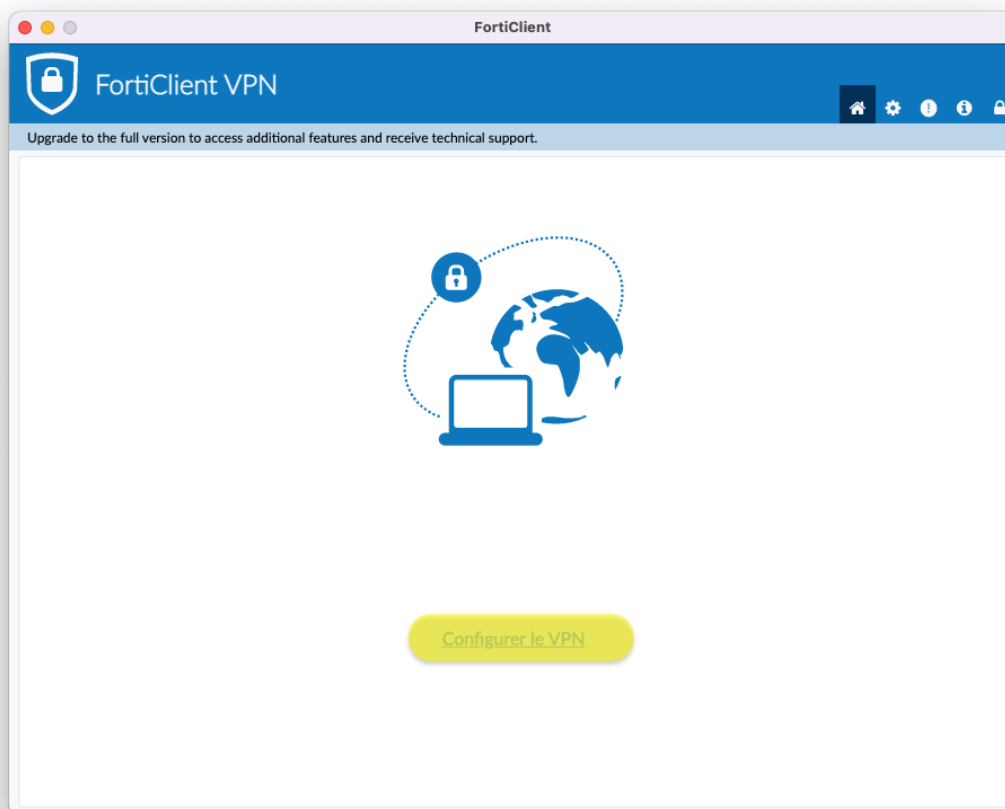 FortiClient
FortiClient VPN
Upgrade to the full version to access additional features and receive technical support.
Configurer le VPN